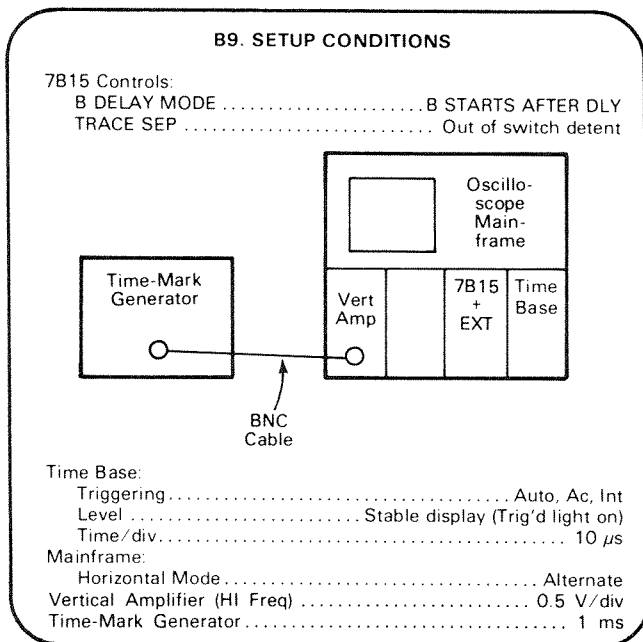 B9. SETUP CONDITIONS
7B15 Controls:
B DELAY MODE ........................ B STARTS AFTER DLY
TRACE SEP ........................... Out of switch detent
Oscillo-
scope
Main-
frame
Time-Mark
Generator
Vert
Amp
7B15
+
EXT
Time
Base
BNC
Cable
Time Base:
Triggering ..................................... Auto, Ac, Int
Level ........................ Stable display (Trig'd light on)
Time/div ........................................... 10 μs
Mainframe:
Horizontal Mode .................................. Alternate
Vertical Amplifier (HI Freq) ........................ 0.5 V/div
Time-Mark Generator ................................. 1 ms